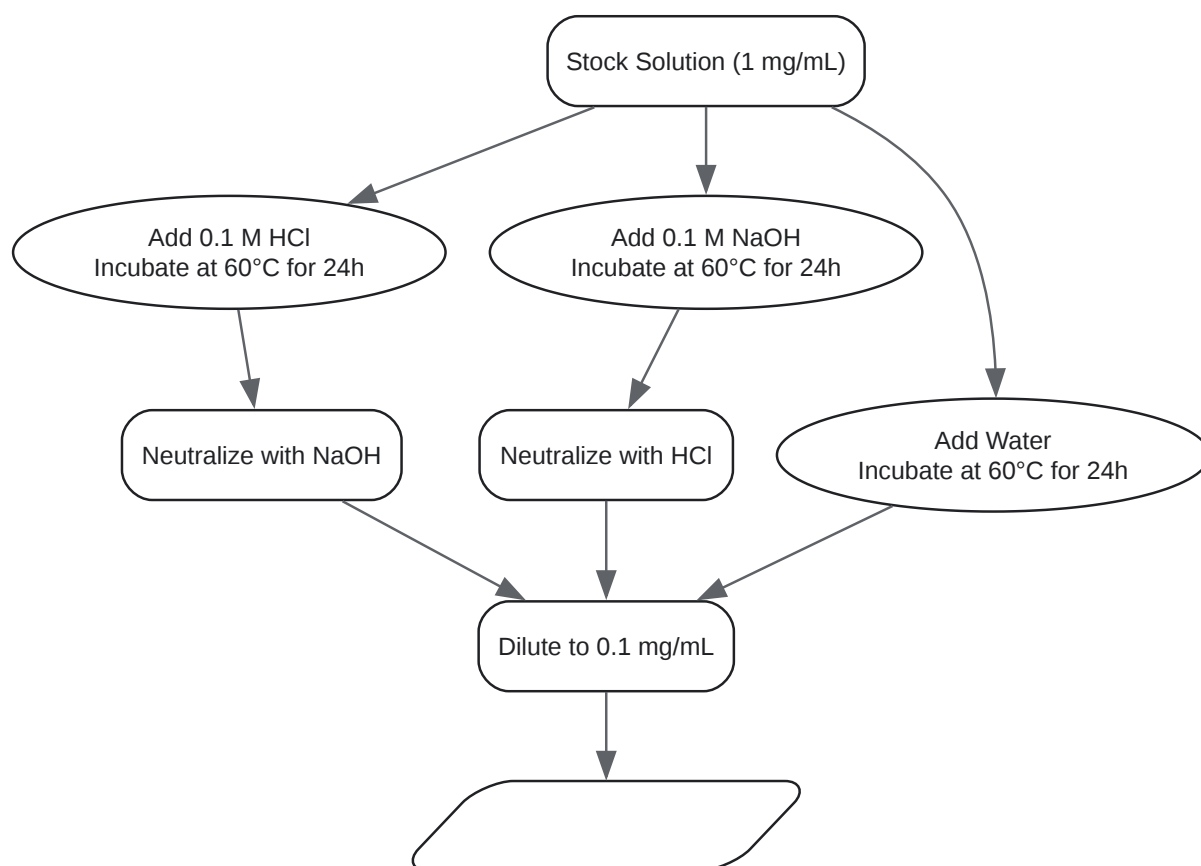 Stock Solution (1 mg/mL)
Add 0.1 M HCl
Incubate at 60°C for 24h
Add 0.1 M NaOH
Incubate at 60°C for 24h
Neutralize with NaOH
Neutralize with HCl
Add Water
Incubate at 60°C for 24h
Dilute to 0.1 mg/mL